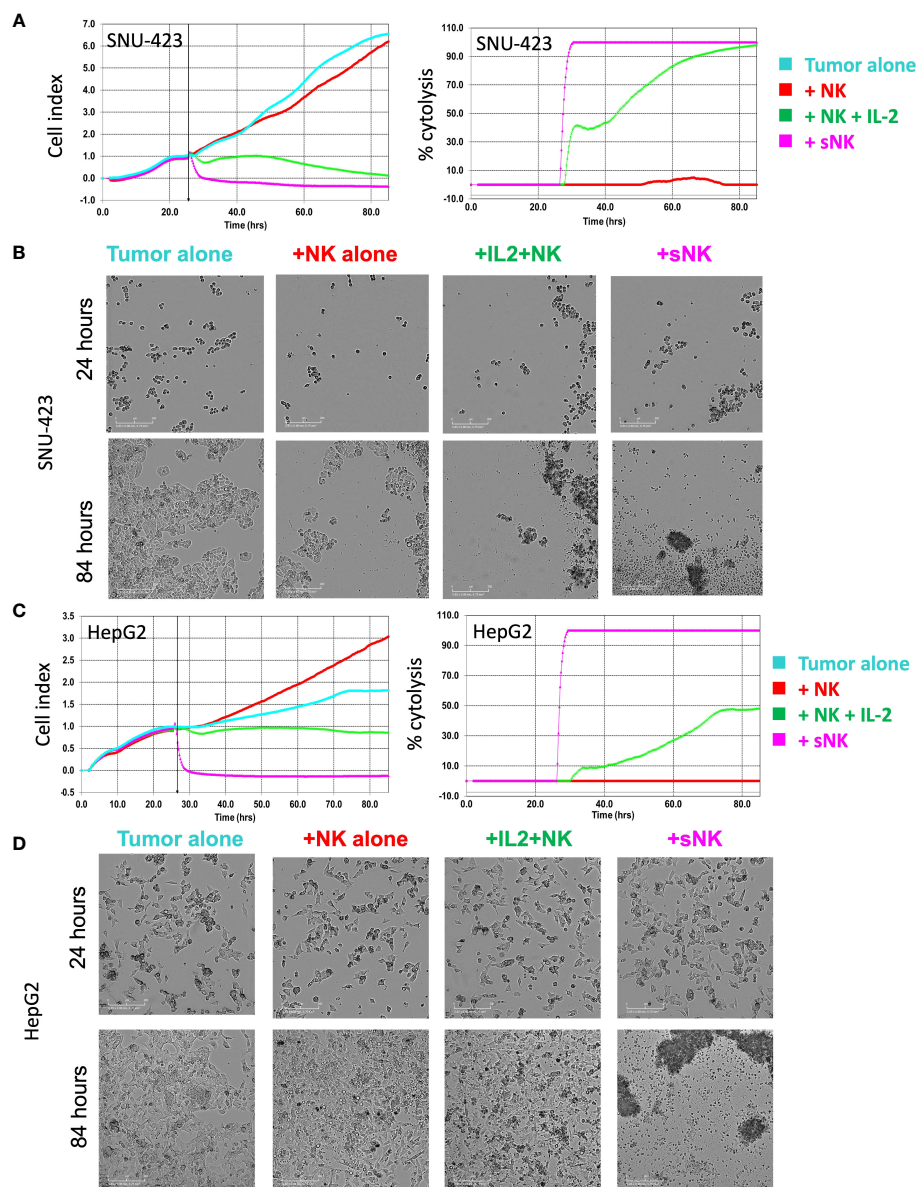 A
SNU-423
Cell index
7.0
6.0
5.0
4.0
3.0
2.0
1.0
0.0
-1.0
0.0 20.0 40.0 60.0 80.0
Time (hrs)
SNU-423
% cytolysis
110.0
90.0
70.0
50.0
30.0
10.0
-10.0
0.0 20.0 40.0 60.0 80.0
Time (hrs)
Tumor alone
+ NK
+ NK + IL-2
+ sNK
B
Tumor alone +NK alone +IL2+NK +sNK
SNU-423
24 hours
84 hours
C
HepG2
Cell index
3.5
3.0
2.5
2.0
1.5
1.0
0.5
0.0
-0.5
0.0 10.0 20.0 30.0 40.0 50.0 60.0 70.0 80.0
Time (hrs)
HepG2
% cytolysis
110.0
90.0
70.0
50.0
30.0
10.0
-10.0
0.0 20.0 40.0 60.0 80.0
Time (hrs)
Tumor alone
+ NK
+ NK + IL-2
+ sNK
D
Tumor alone +NK alone +IL2+NK +sNK
HepG2
24 hours
84 hours